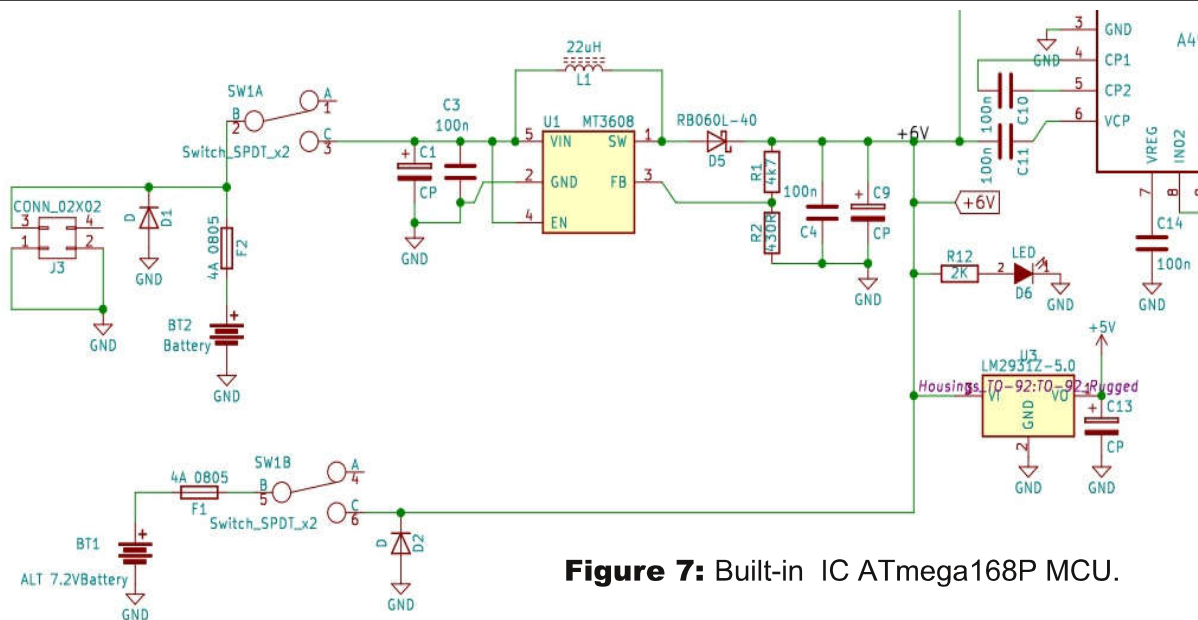 22uH
L1
SW1A
A
1
B
2
C
3
Switch_SPDT_x2
C3
100n
C1
+
CP
U1
MT3608
5
VIN
SW
1
2
GND
FB
3
4
EN
GND
RB060L-40
D5
R1
4k7
R2
430R
100n
C4
+
C9
CP
GND
+6V
+6V
3
GND
4
CP1
5
CP2
6
VCP
GND
100n
C10
100n
C11
VREG
INO2
7
8
9
C14
100n
GND
CONN_02X02
3
4
1
2
J3
GND
D
D1
GND
4A 0805
F2
BT2
+
Battery
GND
R12
2K
2
LED
1
D6
GND
+5V
U3
LM2931Z-5.0
Housings_TO-92:TO-92_Rugged
3
VI
VO
1
GND
2
GND
+
C13
CP
GND
4A 0805
F1
SW1B
A
4
B
5
C
6
Switch_SPDT_x2
BT1
+
ALT 7.2VBattery
GND
D
D2
GND
Figure 7: Built-in IC ATmega168P MCU.